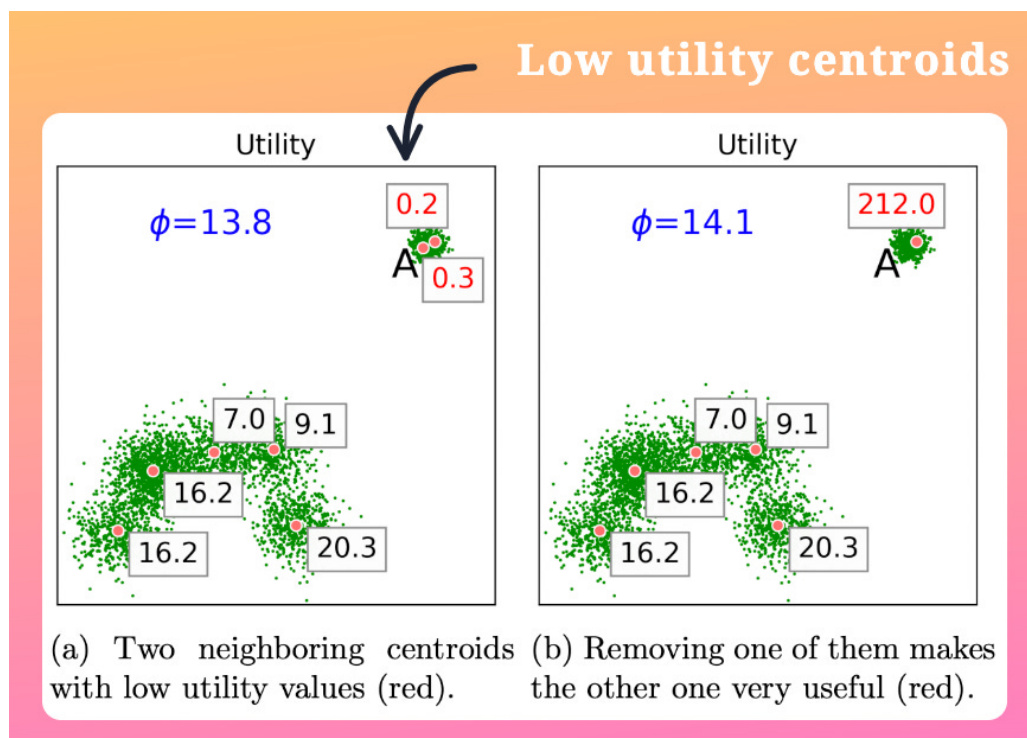 Low utility centroids
Utility
ϕ=13.8
0.2
A
0.3
7.0
9.1
16.2
16.2
20.3
(a) Two neighboring centroids
with low utility values (red).
Utility
ϕ=14.1
212.0
A
7.0
9.1
16.2
16.2
20.3
(b) Removing one of them makes
the other one very useful (red).